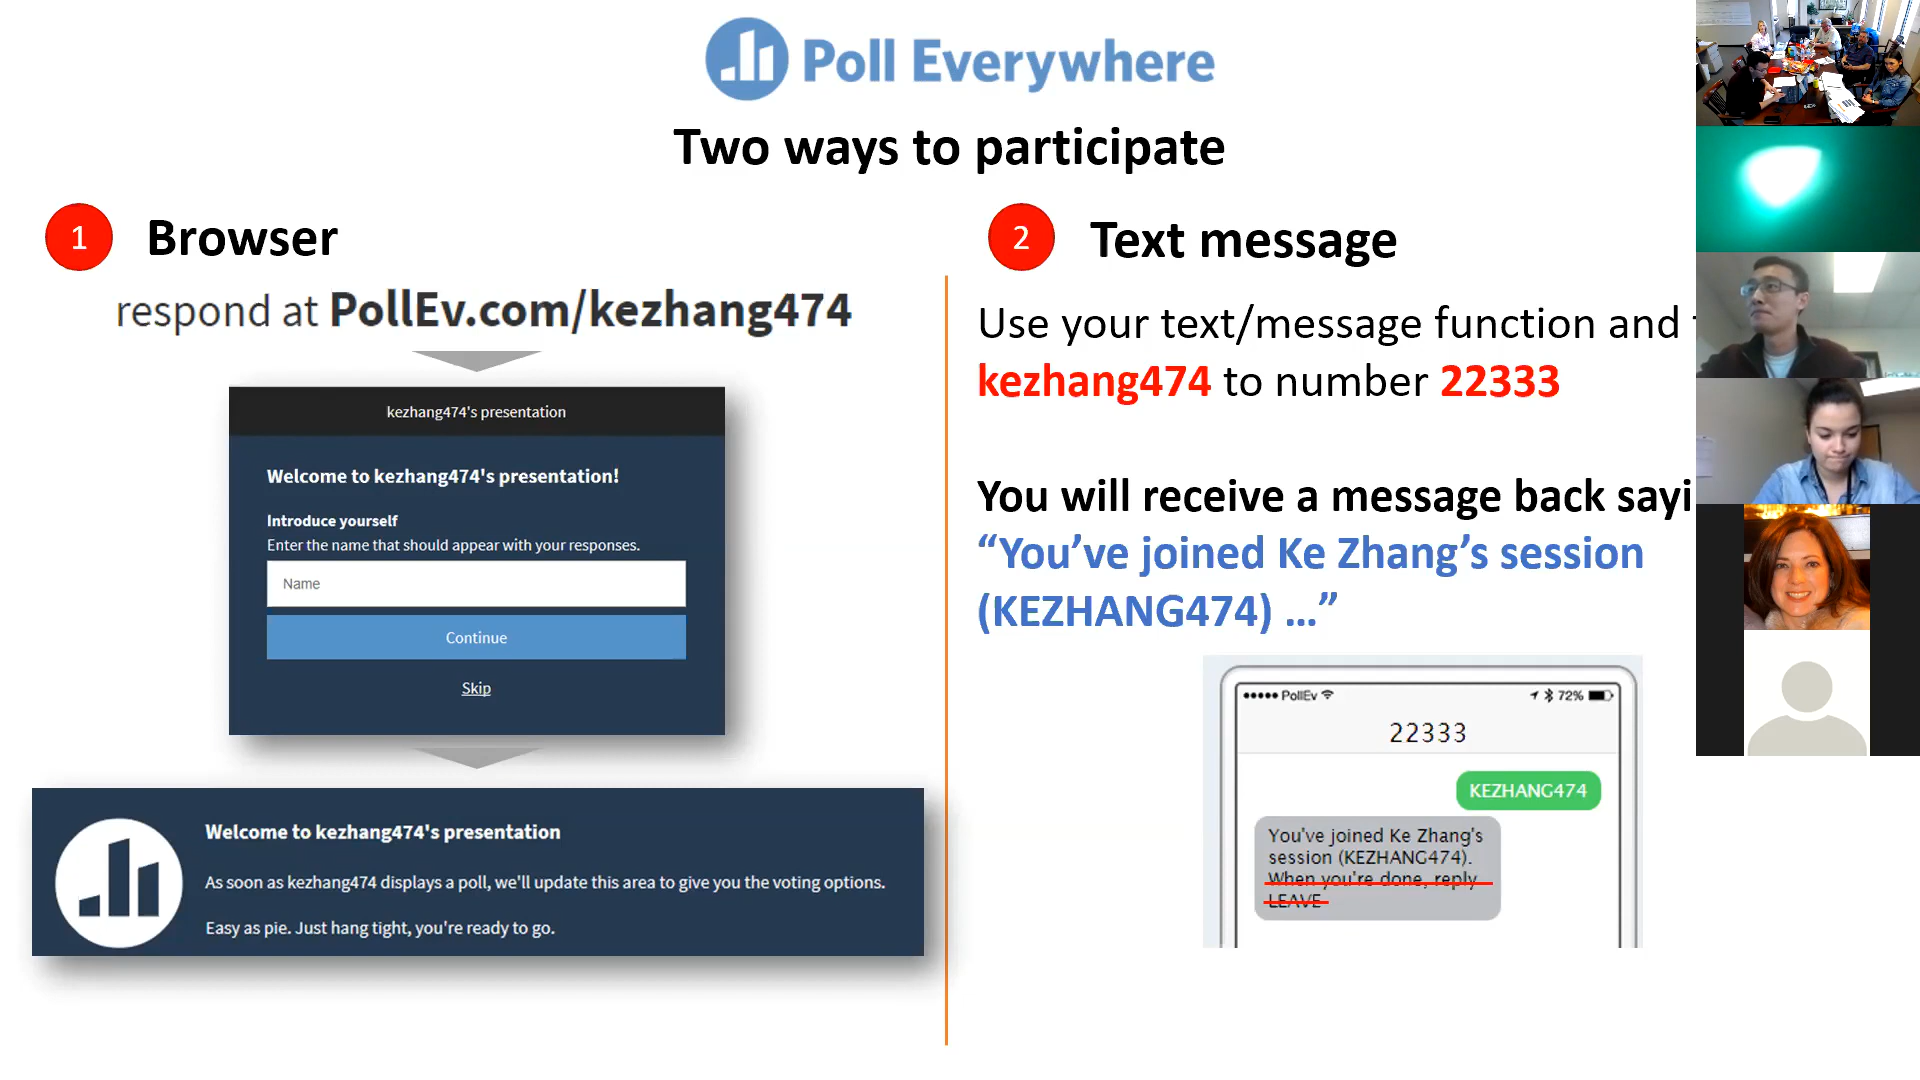 Poll Everywhere
Two ways to participate
1 Browser
respond at PollEv.com/kezhang474
kezhang474's presentation
Welcome to kezhang474's presentation!
Introduce yourself
Enter the name that should appear with your responses.
Name
Continue
Skip
Welcome to kezhang474's presentation
As soon as kezhang474 displays a poll, we'll update this area to give you the voting options.
Easy as pie. Just hang tight, you're ready to go.
2 Text message
Use your text/message function and
kezhang474 to number 22333
You will receive a message back sayi
“You’ve joined Ke Zhang’s session
(KEZHANG474) ...”
PollEv 72%
22333
KEZHANG474
You've joined Ke Zhang's
session (KEZHANG474).
When you're done, reply
LEAVE